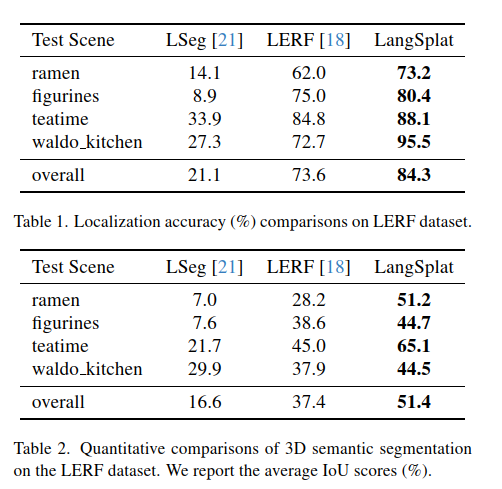 Test Scene LSeg [21] LERF [18] LangSplat
ramen 14.1 62.0 73.2
figurines 8.9 75.0 80.4
teatime 33.9 84.8 88.1
waldo_kitchen 27.3 72.7 95.5
overall 21.1 73.6 84.3
Table 1. Localization accuracy (%) comparisons on LERF dataset.
Test Scene LSeg [21] LERF [18] LangSplat
ramen 7.0 28.2 51.2
figurines 7.6 38.6 44.7
teatime 21.7 45.0 65.1
waldo_kitchen 29.9 37.9 44.5
overall 16.6 37.4 51.4
Table 2. Quantitative comparisons of 3D semantic segmentation
on the LERF dataset. We report the average IoU scores (%).